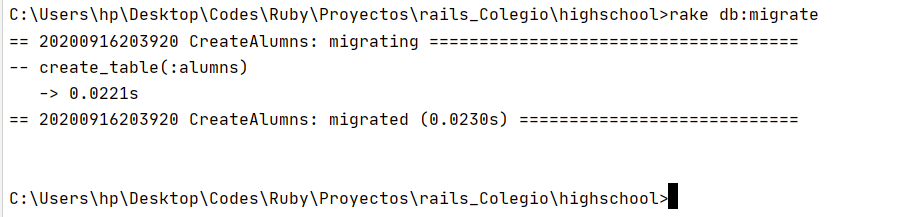 C:\Users\hp\Desktop\Codes\Ruby\Proyectos\rails_Colegio\highschool>rake db:migrate
== 20200916203920 CreateAlumns: migrating =====================================
-- create_table(:alumns)
   -> 0.0221s
== 20200916203920 CreateAlumns: migrated (0.0230s) ============================
C:\Users\hp\Desktop\Codes\Ruby\Proyectos\rails_Colegio\highschool>